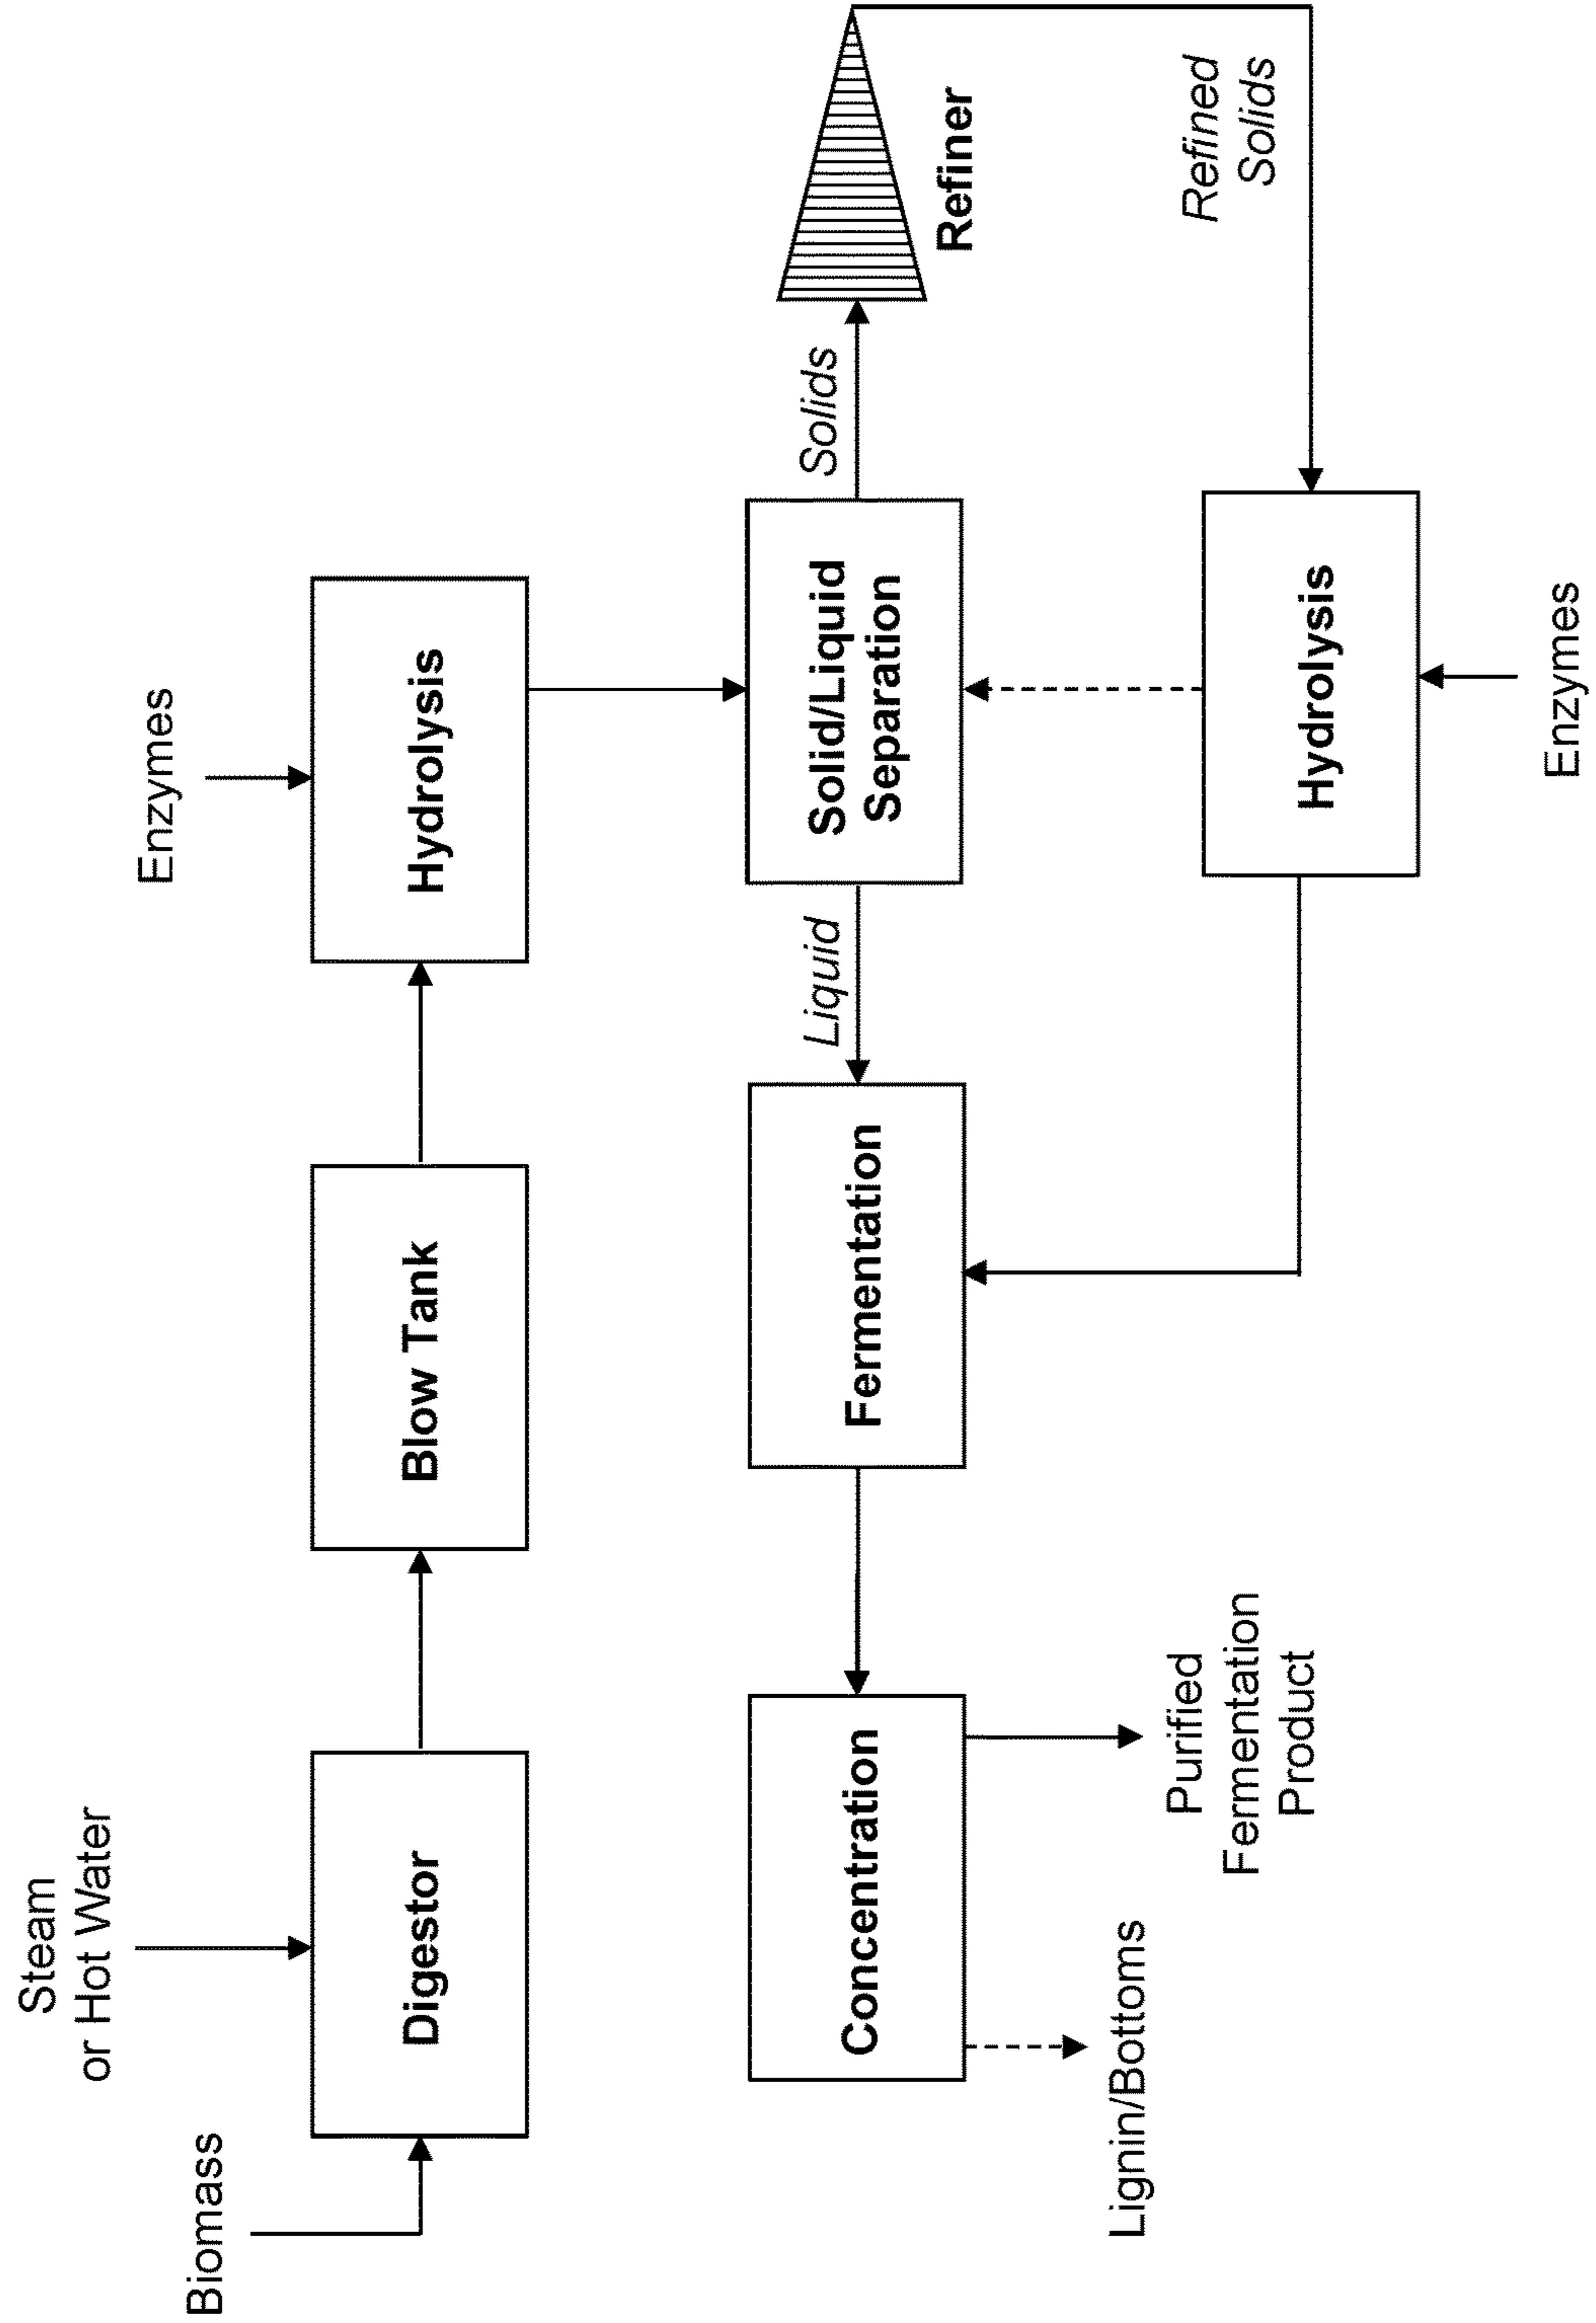 Steam
or Hot Water
Biomass
Enzymes
Digestor
Blow Tank
Hydrolysis
Concentration
Fermentation
Liquid
Solid/Liquid
Separation
Solids
Refiner
Lignin/Bottoms
Purified
Fermentation
Product
Hydrolysis
Refined
Solids
Enzymes